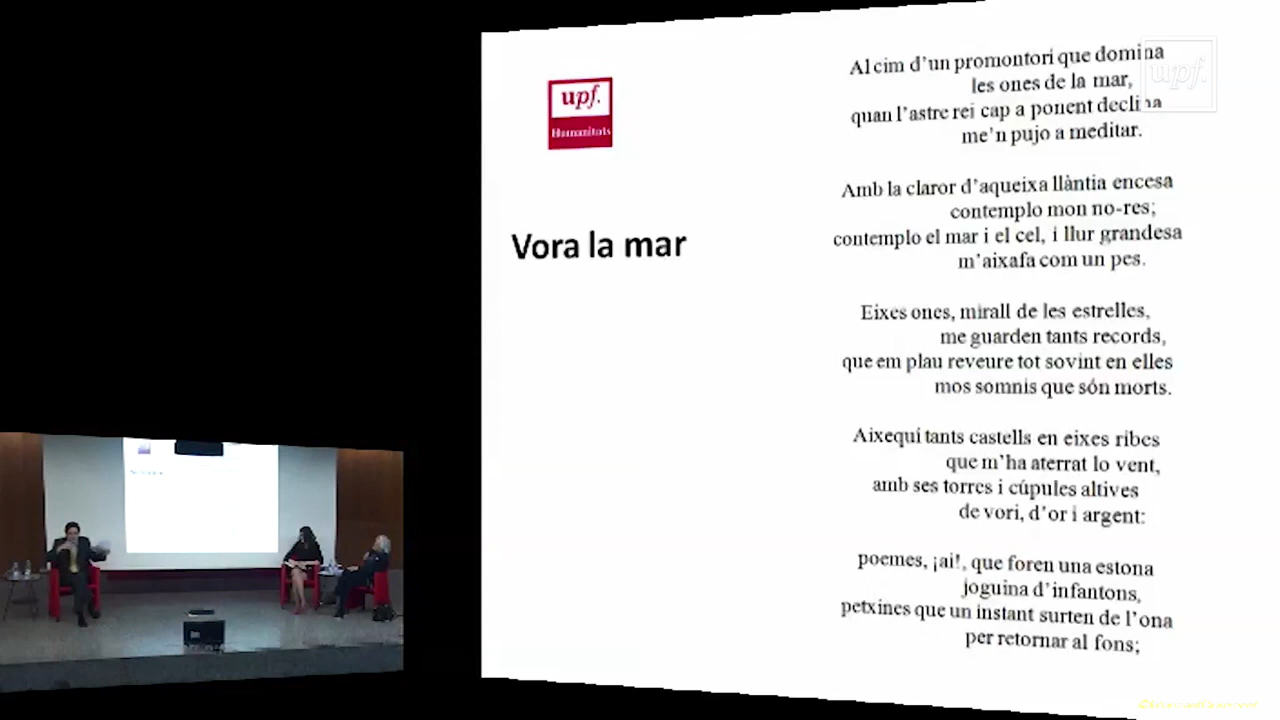 upf.
Humanitats
Vora la mar
Al cim d'un promontori que domina
les ones de la mar,
quan l'astre rei cap a ponent declina
me'n pujo a meditar.
Amb la claror d'aqueixa llàntia encesa
contemplo mon no-res;
contemplo el mar i el cel, i llur grandesa
m'aixafa com un pes.
Eixes ones, mirall de les estrelles,
me guarden tants records,
que em plau reveure tot sovint en elles
mos somnis que són morts.
Aixequí tants castells en eixes ribes
que m'ha aterrat lo vent,
amb ses torres i cúpules altives
de vori, d'or i argent:
poemes, ¡ai!, que foren una estona
joguina d'infantons,
petxines que un instant surten de l'ona
per retornar al fons;
upf.